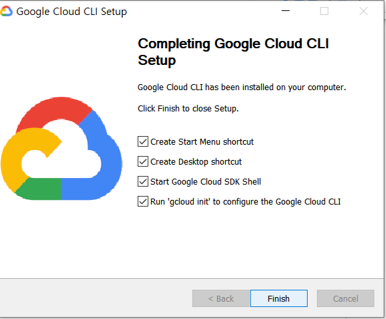 Google Cloud CLI Setup
Completing Google Cloud CLI
Setup
Google Cloud CLI has been installed on your computer.
Click Finish to close Setup.
Create Start Menu shortcut
Create Desktop shortcut
Start Google Cloud SDK Shell
Run 'gcloud init' to configure the Google Cloud CLI
< Back
Finish
Cancel